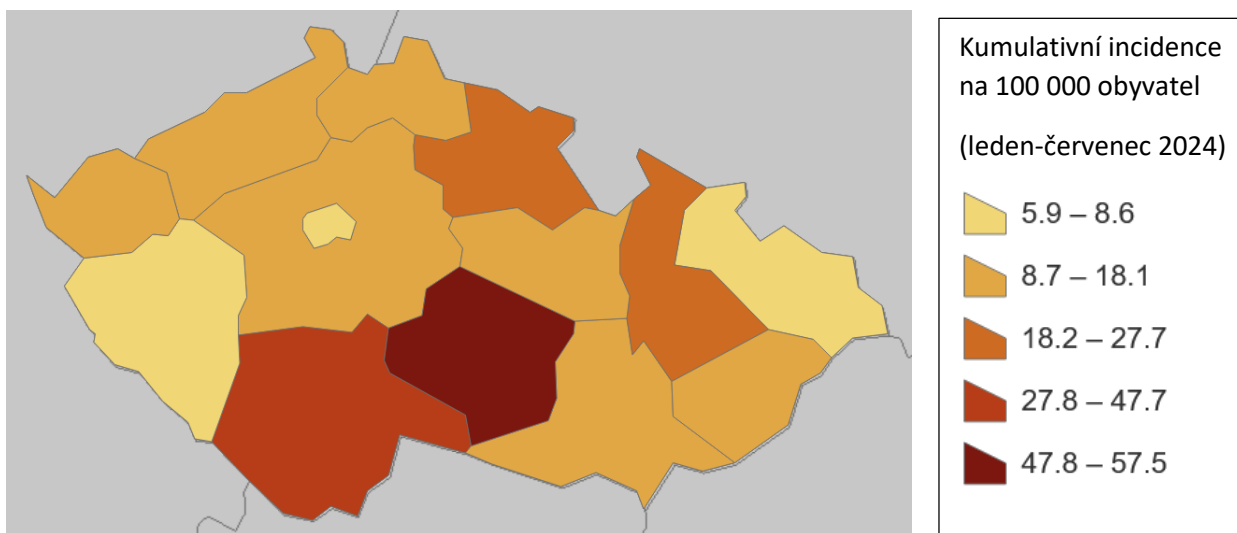 Kumulativní incidence
na 100 000 obyvatel
(leden-červenec 2024)
5.9 – 8.6
8.7 – 18.1
18.2 – 27.7
27.8 – 47.7
47.8 – 57.5